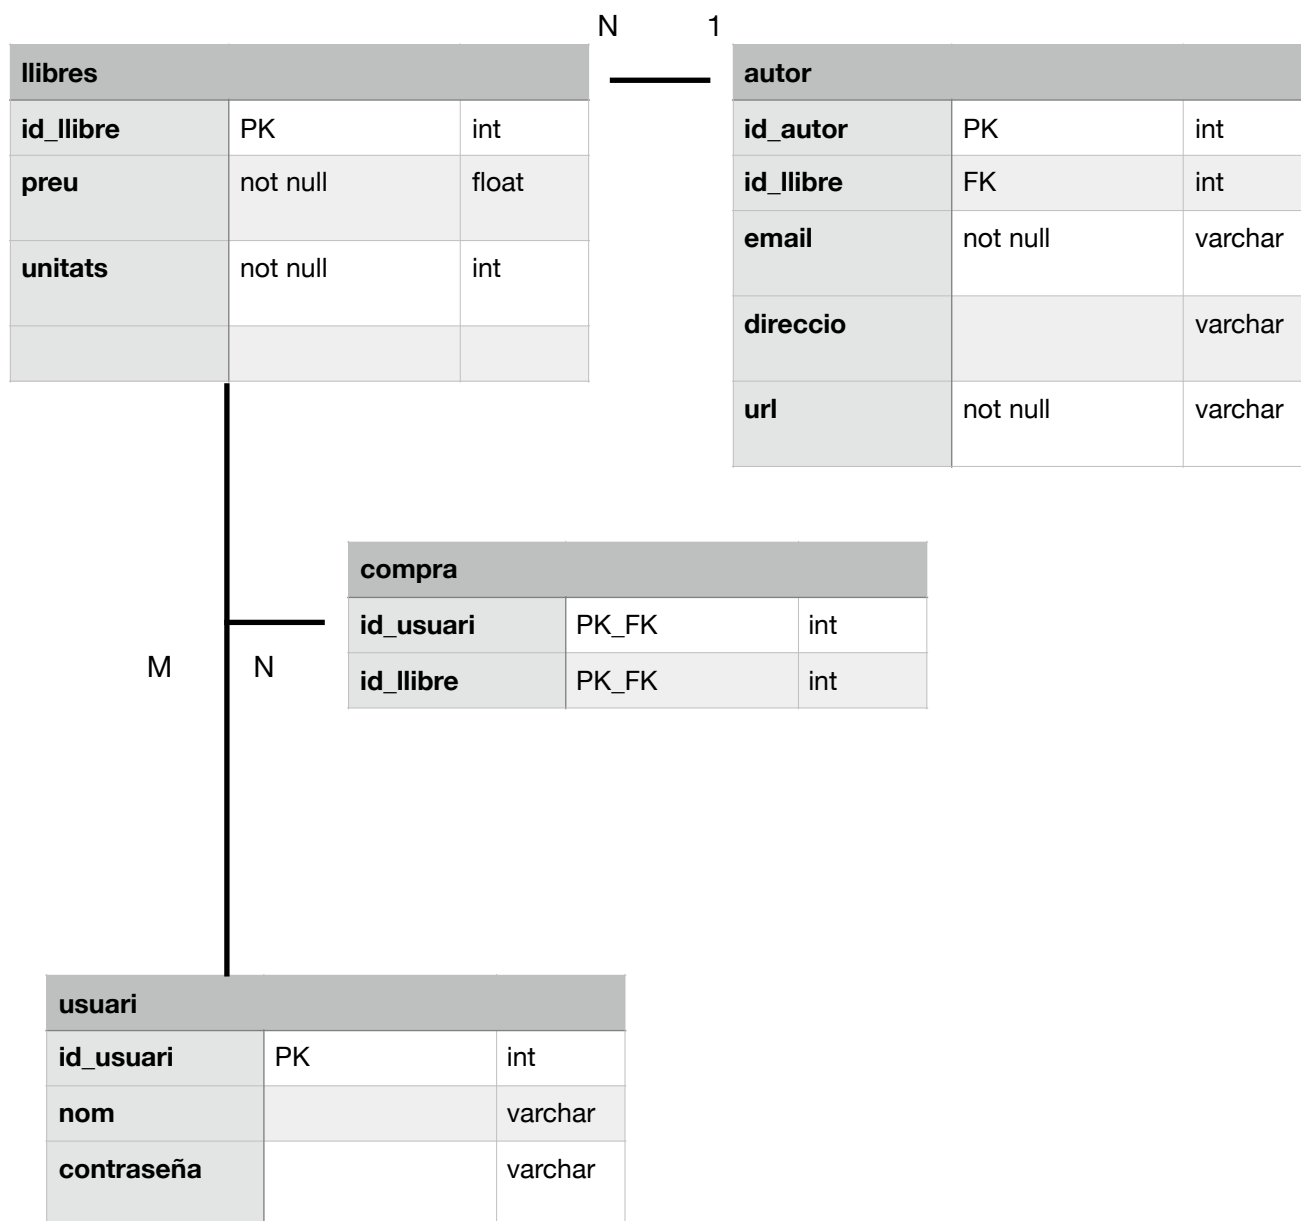 N 1
llibres
id_llibre PK int
preu not null float
unitats not null int
autor
id_autor PK int
id_llibre FK int
email not null varchar
direccio varchar
url not null varchar
compra
id_usuari PK_FK int
id_llibre PK_FK int
M N
usuari
id_usuari PK int
nom varchar
contraseña varchar